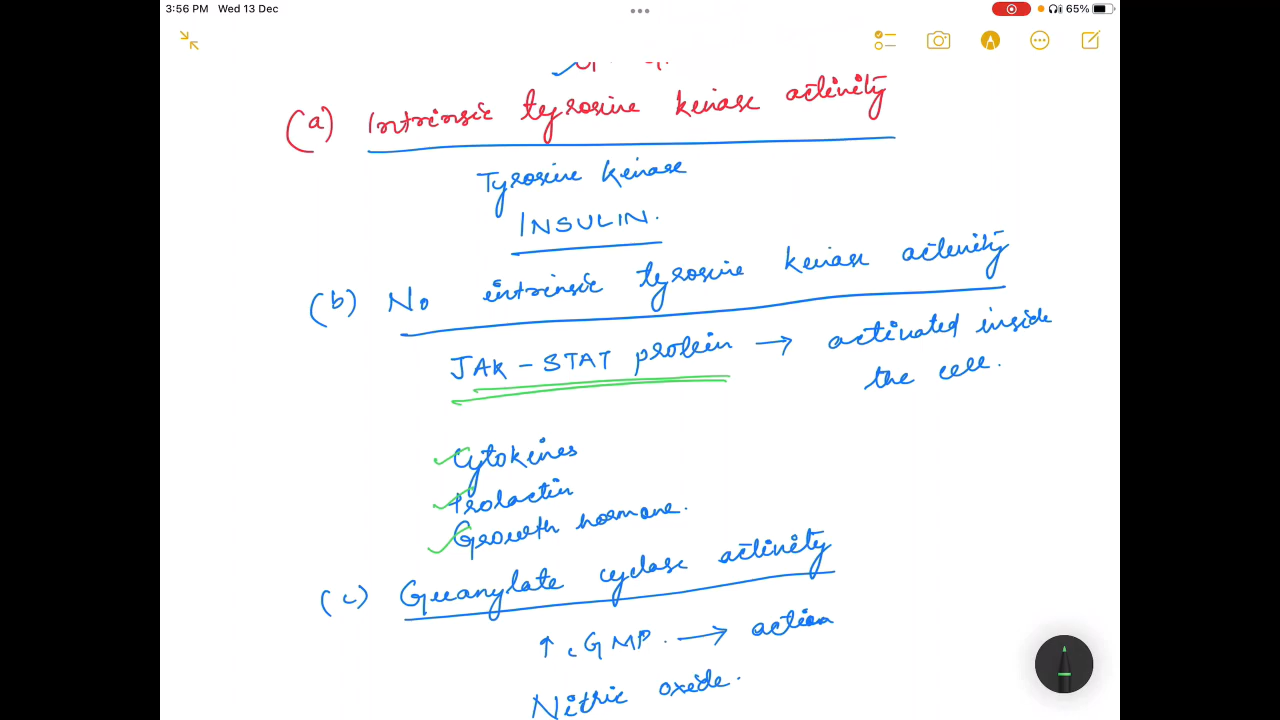 3:56 PM Wed 13 Dec
65%
(a) Intrinsic tyrosine kinase activity
Tyrosine kinase
INSULIN.
(b) No intrinsic tyrosine kinase activity
JAK - STAT protein → activated inside
the cell.
Cytokines
Prolactin
Growth hormone.
(c) Guanylate cyclase activity
↑ cGMP. → action
Nitric oxide.